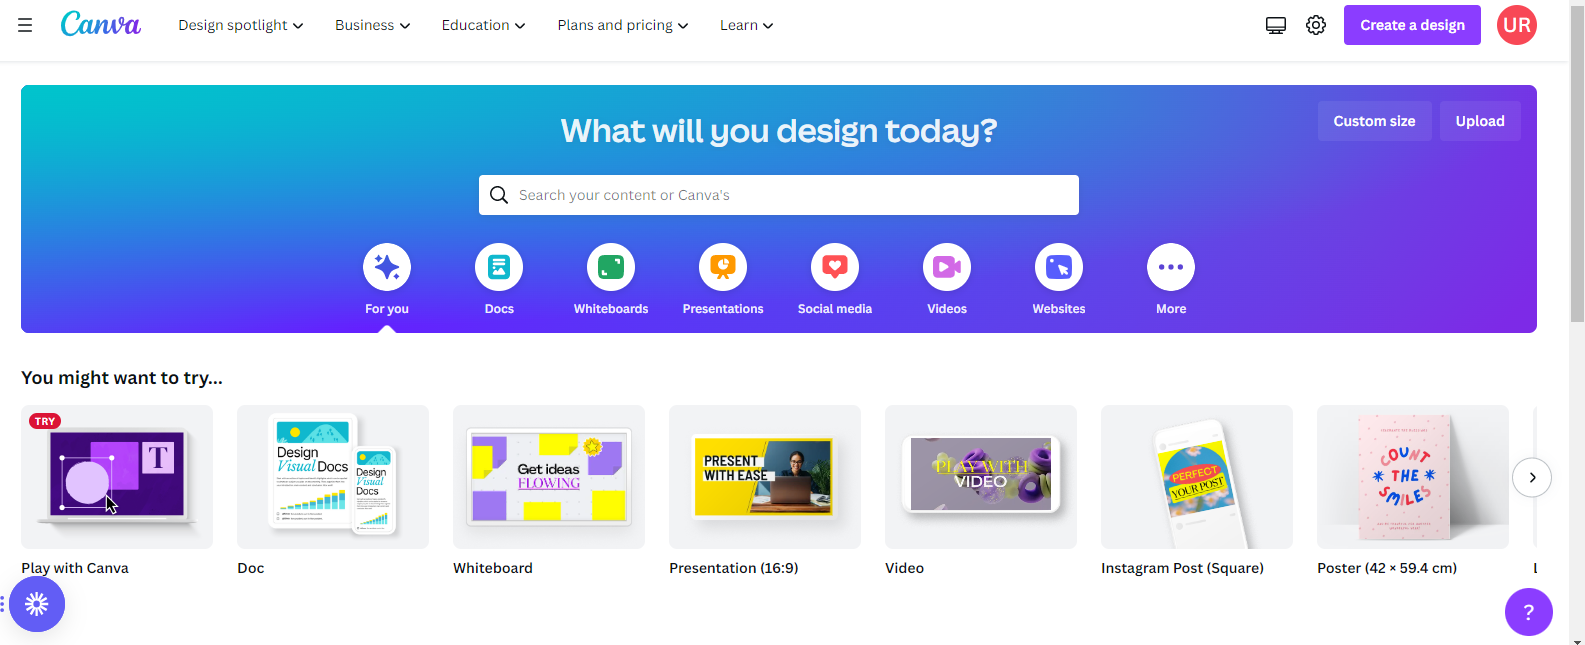 Canva
Design spotlight
Business
Education
Plans and pricing
Learn
Create a design
UR
What will you design today?
Custom size
Upload
Search your content or Canva's
For you
Docs
Whiteboards
Presentations
Social media
Videos
Websites
More
You might want to try...
TRY
T
Design
Visual Docs
Design
Visual
Docs
Get ideas
FLOWING
PRESENT
WITH EASE
PLAY WITH
VIDEO
PERFECT
YOUR POST
COUNT
THE
SMILES
Play with Canva
Doc
Whiteboard
Presentation (16:9)
Video
Instagram Post (Square)
Poster (42 × 59.4 cm)
?